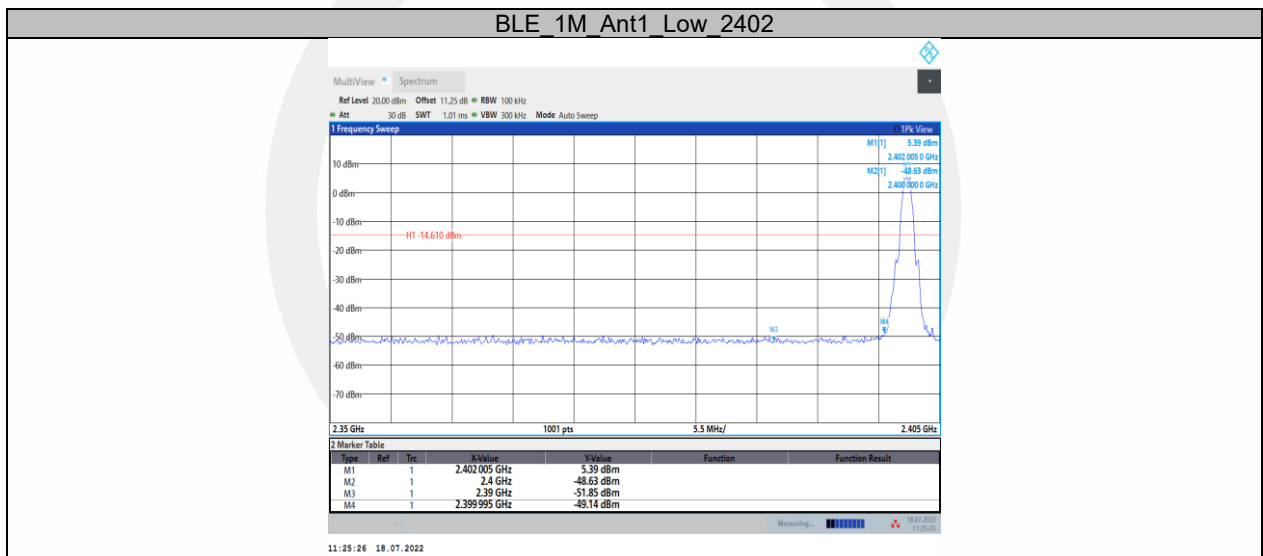 BLE_1M_Ant1_Low_2402
MultiView Spectrum
Ref Level 20.00 dBm Offset 11.25 dB RBW 100 kHz
Att 30 dB SWT 1.01 ms VBW 300 kHz Mode Auto Sweep
1 Frequency Sweep 1Pk View
M1[1] 5.39 dBm
2.402 005 0 GHz
10 dBm
M2[1] -48.63 dBm
2.400 000 0 GHz
0 dBm
-10 dBm
H1 -14.610 dBm
-20 dBm
-30 dBm
-40 dBm
M4
M3
-50 dBm
-60 dBm
-70 dBm
2.35 GHz 1001 pts 5.5 MHz/ 2.405 GHz
2 Marker Table
Type Ref Trc X-Value Y-Value Function Function Result
M1 1 2.402 005 GHz 5.39 dBm
M2 1 2.4 GHz -48.63 dBm
M3 1 2.39 GHz -51.85 dBm
M4 1 2.399 995 GHz -49.14 dBm
Measuring... 18.07.2022
11:25:25
11:25:26 18.07.2022